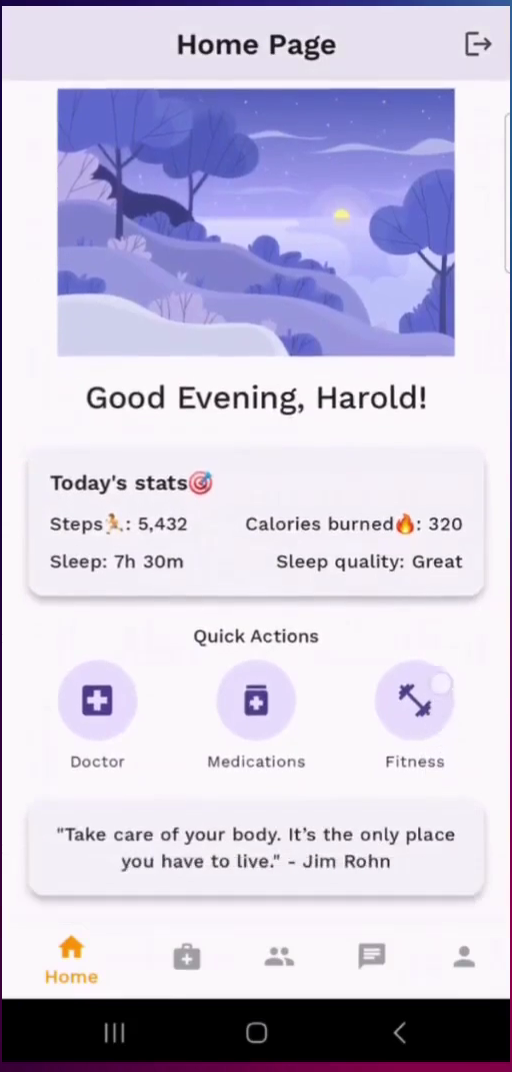 Home Page
Good Evening, Harold!
Today's stats🎯
Steps🏃: 5,432
Calories burned🔥: 320
Sleep: 7h 30m
Sleep quality: Great
Quick Actions
Doctor
Medications
Fitness
"Take care of your body. It’s the only place
you have to live." - Jim Rohn
Home